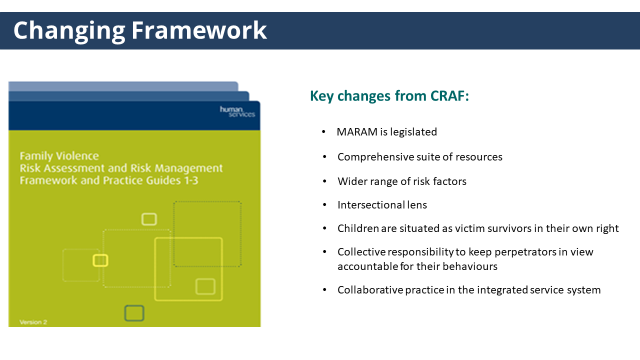 Changing Framework
human.
services
Family Violence
Risk Assessment and Risk Management
Framework and Practice Guides 1-3
Version 2
Key changes from CRAF:
• MARAM is legislated
• Comprehensive suite of resources
• Wider range of risk factors
• Intersectional lens
• Children are situated as victim survivors in their own right
• Collective responsibility to keep perpetrators in view
accountable for their behaviours
• Collaborative practice in the integrated service system